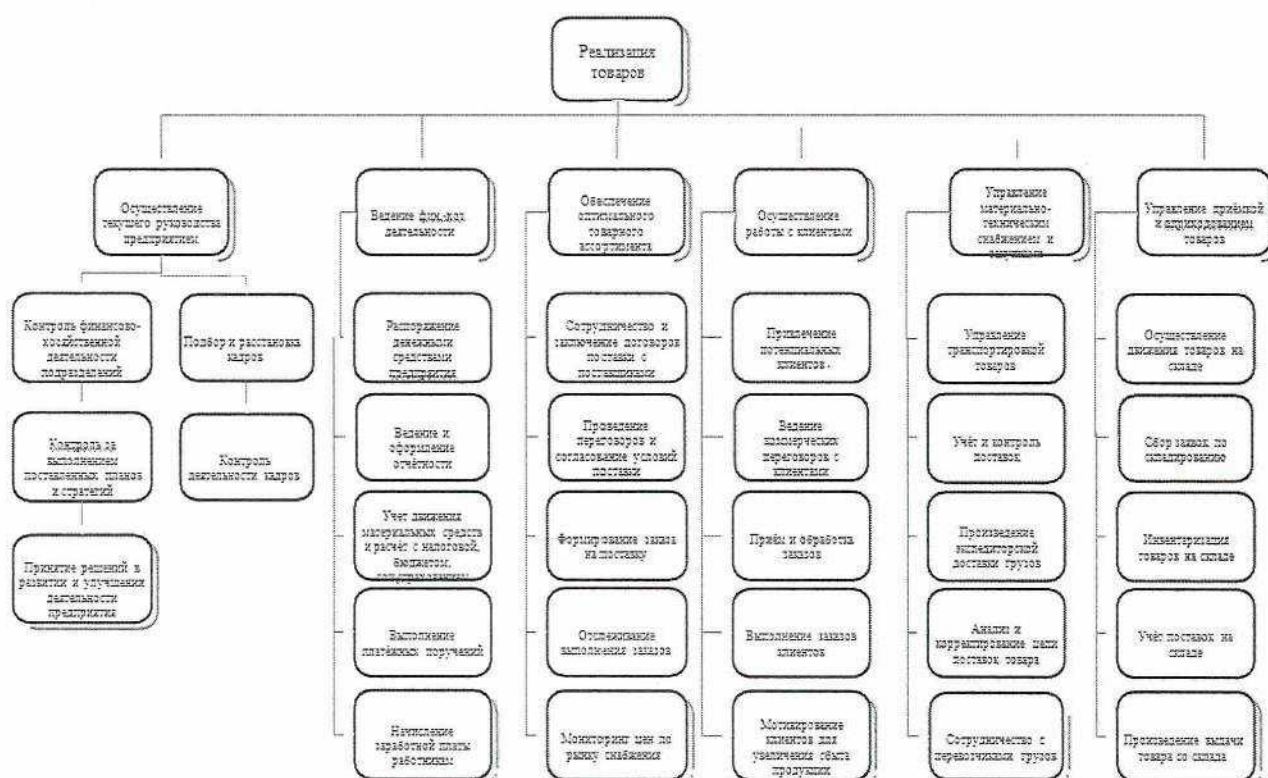 Реализация
товаров
Осуществление
текущего руководства
предприятием
Ведение фин.-хоз.
деятельности
Обеспечение
оптимального
товарного
ассортимента
Осуществление
работы с клиентами
Управление
материально-
техническим
снабжением и
Управление приёмкой
и оприходованием
товаров
Контроль финансово-
хозяйственной
деятельности
подразделений
Подбор и расстановка
кадров
Распоряжение
денежными
средствами
предприятия
Сотрудничество и
заключение договоров
поставки с
поставщиками
Привлечение
потенциальных
клиентов
Управление
транспортировкой
товаров
Осуществление
движения товаров на
складе
Контроль за
выполнением
поставленных планов
и стратегий
Контроль
деятельности кадров
Ведение и
оформление
отчётности
Проведение
переговоров и
согласование условий
поставки
Ведение
коммерческих
переговоров с
клиентами
Учёт и контроль
поставок
Сбор заявок по
складированию
Принятие решений в
развитии и улучшения
деятельности
предприятия
Учет движения
материальных средств
и расчёт с налоговой,
бюджетом,
соцстрахованием
Формирование заказа
на поставку
Приём и обработка
заказов
Произведение
экспедиторской
доставки грузов
Инвентаризация
товаров на складе
Выполнение
платёжных поручений
Отслеживание
выполнения заказов
Выполнение заказов
клиентов
Анализ и
корректирование цепи
поставок товара
Учёт поставок на
складе
Начисление
заработной платы
работникам
Мониторинг цен по
рынку снабжения
Мотивирование
клиентов для
увеличения сбыта
продукции
Сотрудничество с
перевозчиками грузов
Произведение выдачи
товара со склада